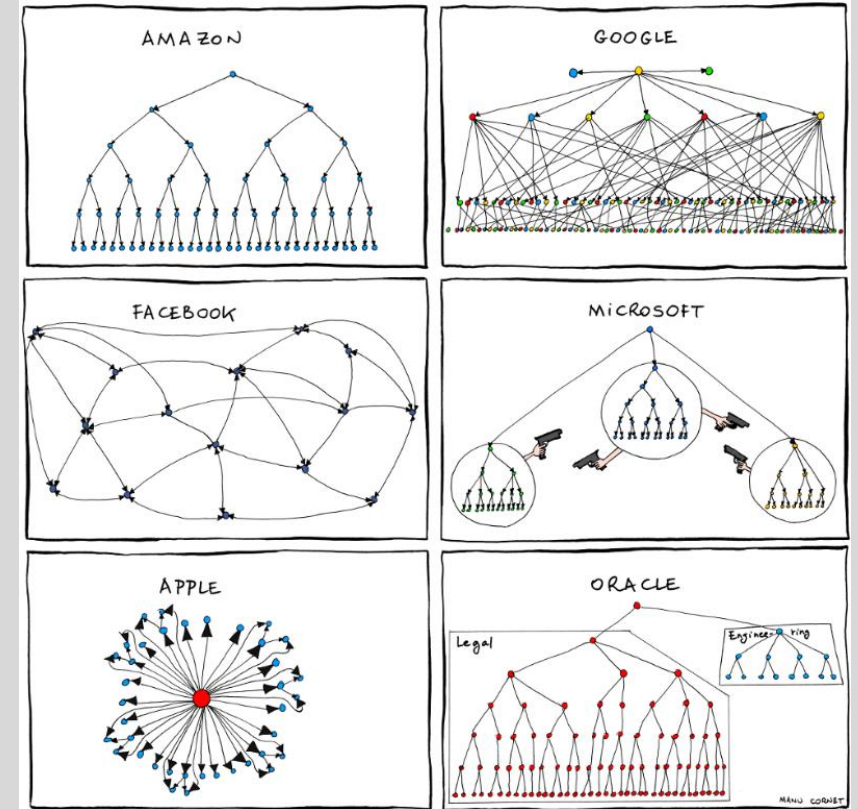 AMAZON
GOOGLE
FACEBOOK
MiCROSOFT
APPLE
ORACLE
Legal
Engineering
MANU CORNET